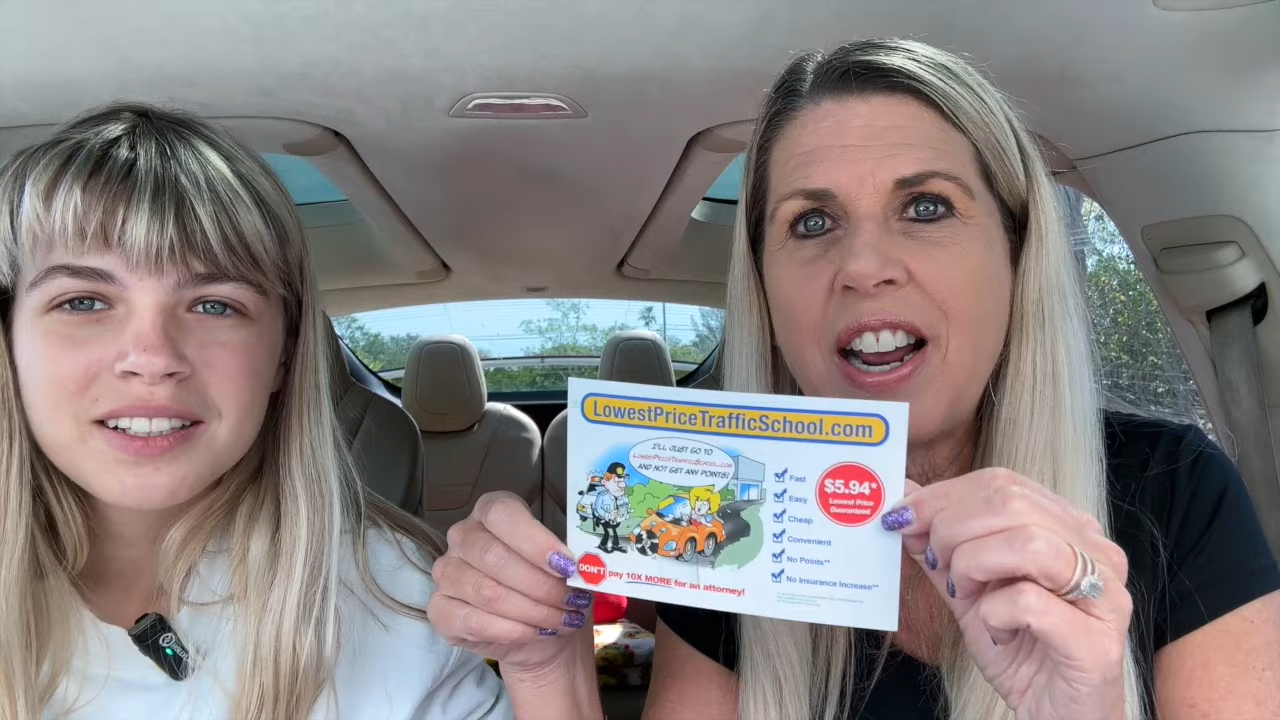 LowestPriceTrafficSchool.com
I'LL JUST GO TO
LOWESTPRICETRAFFICSCHOOL.COM
AND NOT GET ANY POINTS!
Fast
Easy
Cheap
Convenient
No Points**
No Insurance Increase**
$5.94*
Lowest Price
Guaranteed
DON'T pay 10X MORE for an attorney!